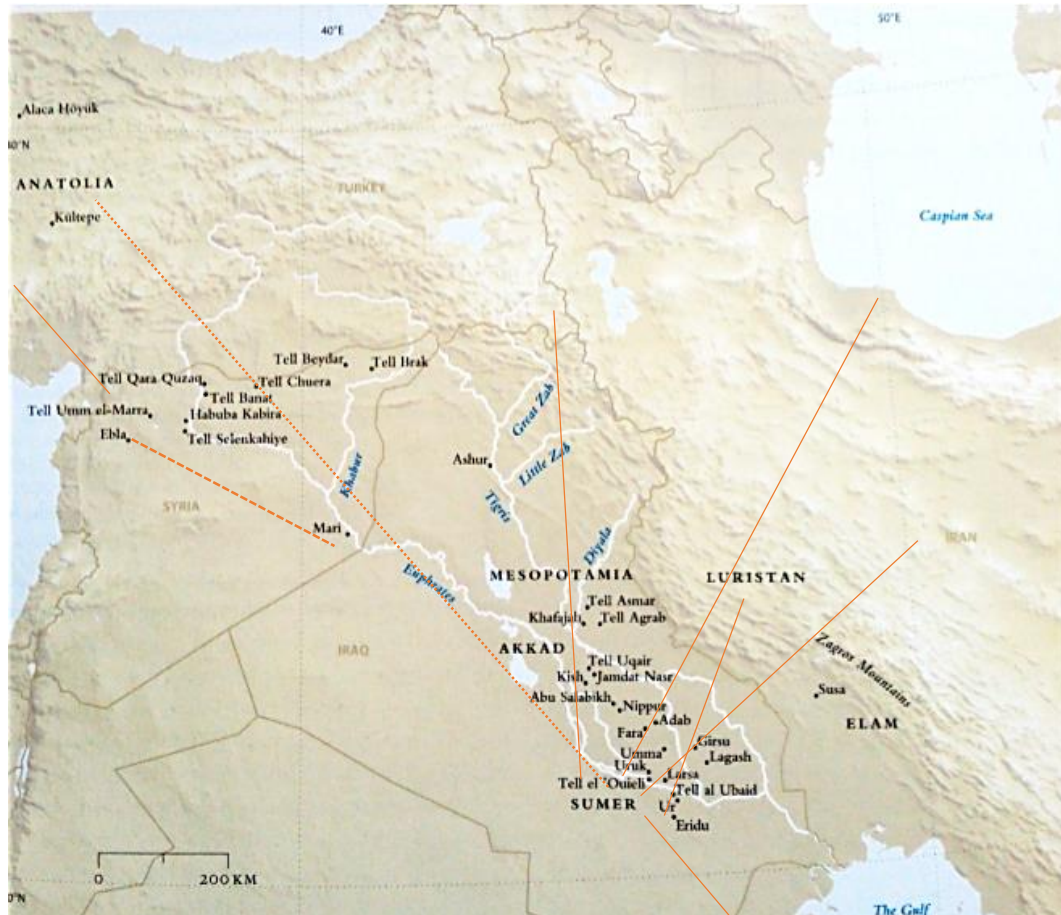 40°E
50°E
Alaca Höyük
ANATOLIA
TURKEY
Kültepe
Caspian Sea
Tell Beydar
Tell Brak
Tell Qara Quzaq
Tell Chuera
Tell Banat
Tell Umm el-Marra
Habuba Kabira
Ebla
Tell Selenkahiye
Great Zab
Ashur
Little Zab
Khabur
SYRIA
Tigris
Mari
Diyala
IRAN
Euphrates
MESOPOTAMIA
LURISTAN
Tell Asmar
Khafajah
Tell Agrab
AKKAD
IRAQ
Tell Uqair
Kish
Jamdat Nasr
Zagros Mountains
Susa
Abu Salabikh
Nippur
Adab
ELAM
Fara
Girsu
Umma
Lagash
Uruk
Larsa
Tell el-'Oueili
Tell al Ubaid
SUMER
Ur
Eridu
0
200 KM
The Gulf